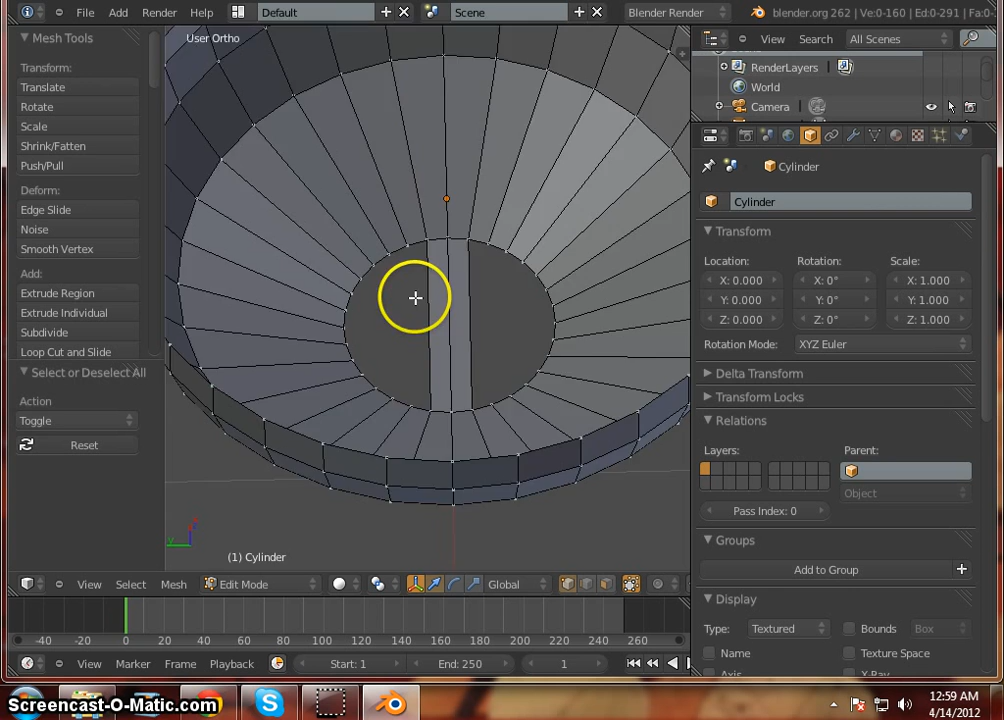 File Add Render Help Default Scene Blender Render blender.org 262 | Ve:0-160 | Ed:0-291 | Fa:0-
Mesh Tools
Transform:
Translate
Rotate
Scale
Shrink/Fatten
Push/Pull
Deform:
Edge Slide
Noise
Smooth Vertex
Add:
Extrude Region
Extrude Individual
Subdivide
Loop Cut and Slide
Select or Deselect All
Action
Toggle
Reset
User Ortho
(1) Cylinder
View Select Mesh Edit Mode Global
-40 -20 0 20 40 60 80 100 120 140 160 180 200 220 240 260
View Marker Frame Playback Start: 1 End: 250 1
View Search All Scenes
RenderLayers
World
Camera
Cylinder
Cylinder
Transform
Location: Rotation: Scale:
X: 0.000 X: 0° X: 1.000
Y: 0.000 Y: 0° Y: 1.000
Z: 0.000 Z: 0° Z: 1.000
Rotation Mode: XYZ Euler
Delta Transform
Transform Locks
Relations
Layers: Parent:
Object
Pass Index: 0
Groups
Add to Group
Display
Type: Textured Bounds Box
Name Texture Space
Axis X-Ray
Screencast-O-Matic.com
12:59 AM
4/14/2012